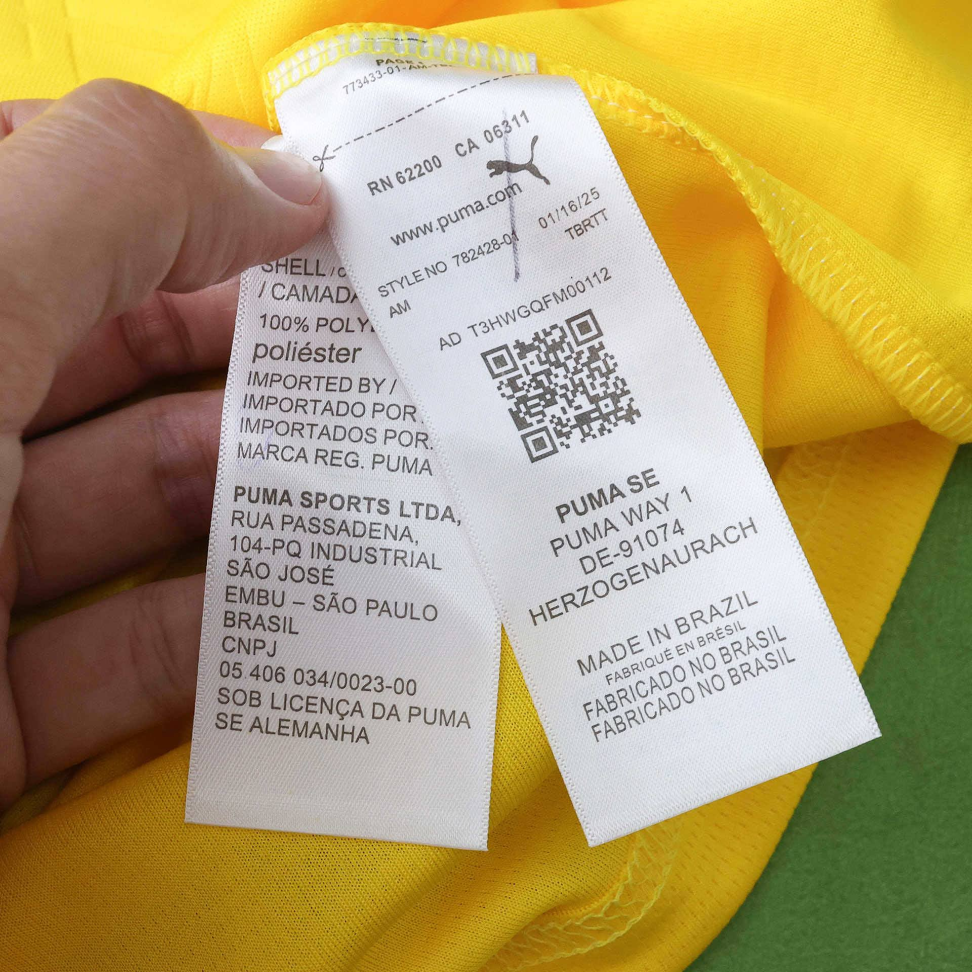 PAGE
773433-01-AM-
RN 62200 CA 06311
www.puma.com
01/16/25
TBRTT
STYLE NO 782428-01
AM
AD T3HWGQFM00112
PUMA SE
PUMA WAY 1
DE-91074
HERZOGENAURACH
MADE IN BRAZIL
FABRIQUÉ EN BRÉSIL
FABRICADO NO BRASIL
FABRICADO NO BRASIL
SHELL /
/ CAMADA
100% POLY
poliéster
IMPORTED BY /
IMPORTADO POR
IMPORTADOS POR:
MARCA REG. PUMA
PUMA SPORTS LTDA,
RUA PASSADENA,
104-PQ INDUSTRIAL
SÃO JOSÉ
EMBU – SÃO PAULO
BRASIL
CNPJ
05 406 034/0023-00
SOB LICENÇA DA PUMA
SE ALEMANHA